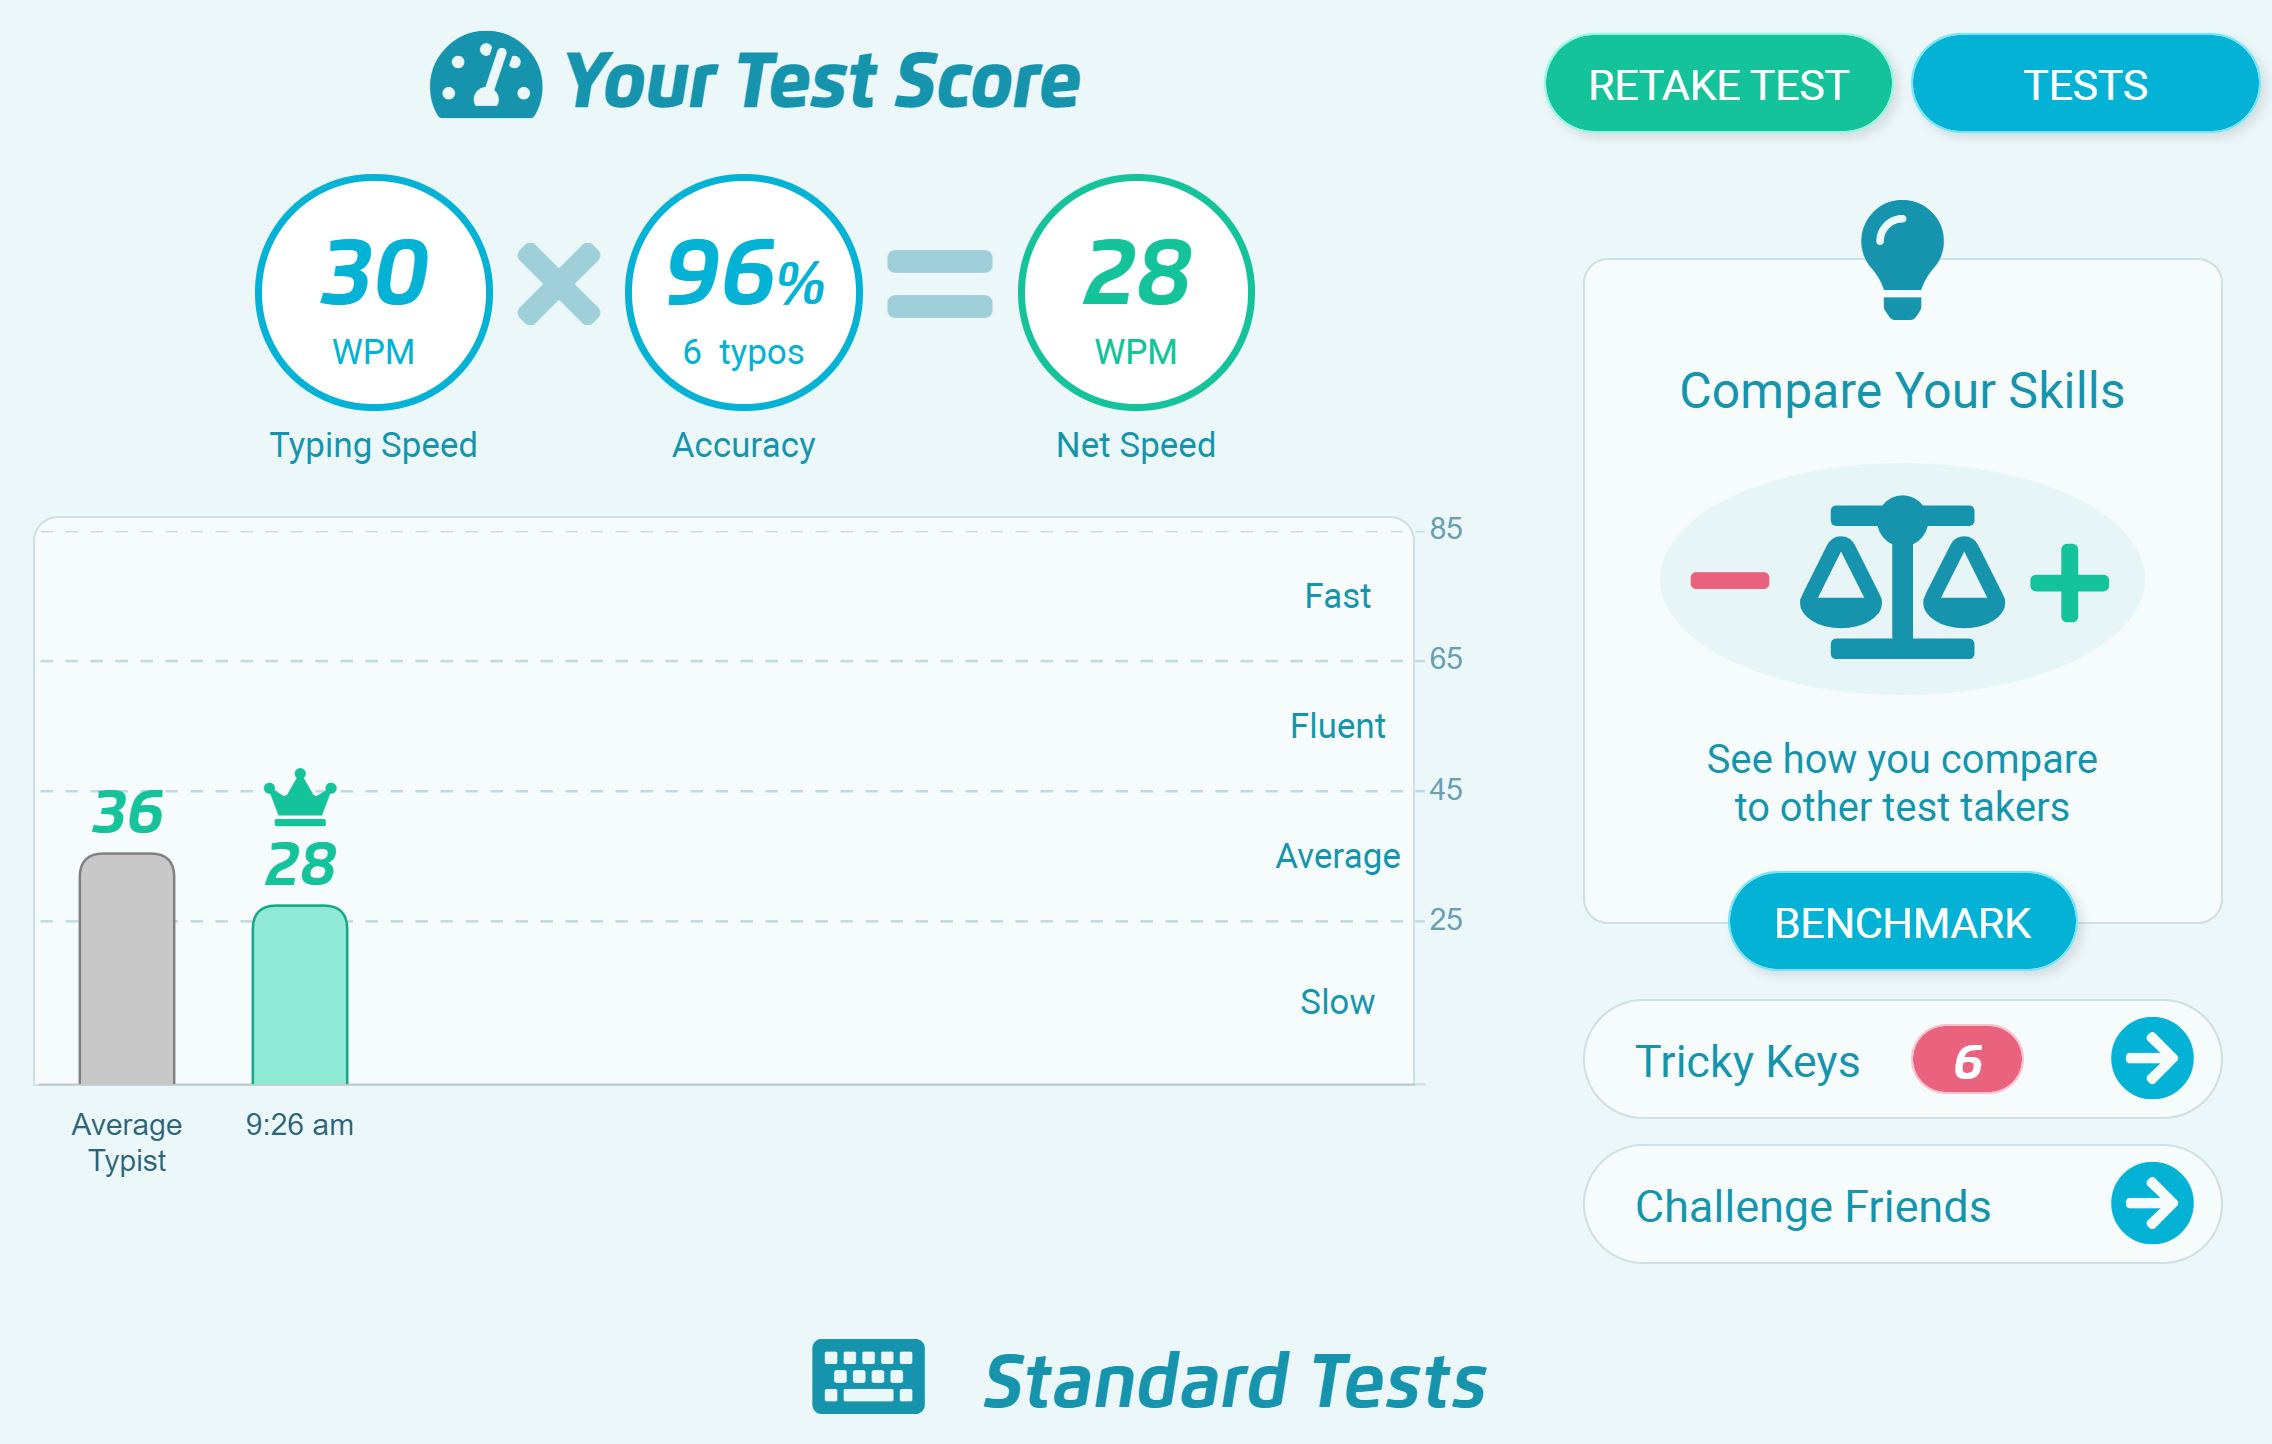 Your Test Score
RETAKE TEST
TESTS
30
WPM
Typing Speed
96%
6 typos
Accuracy
28
WPM
Net Speed
85
Fast
65
Fluent
45
Average
25
Slow
36
28
Average
Typist
9:26 am
Compare Your Skills
See how you compare
to other test takers
BENCHMARK
Tricky Keys 6
Challenge Friends
Standard Tests